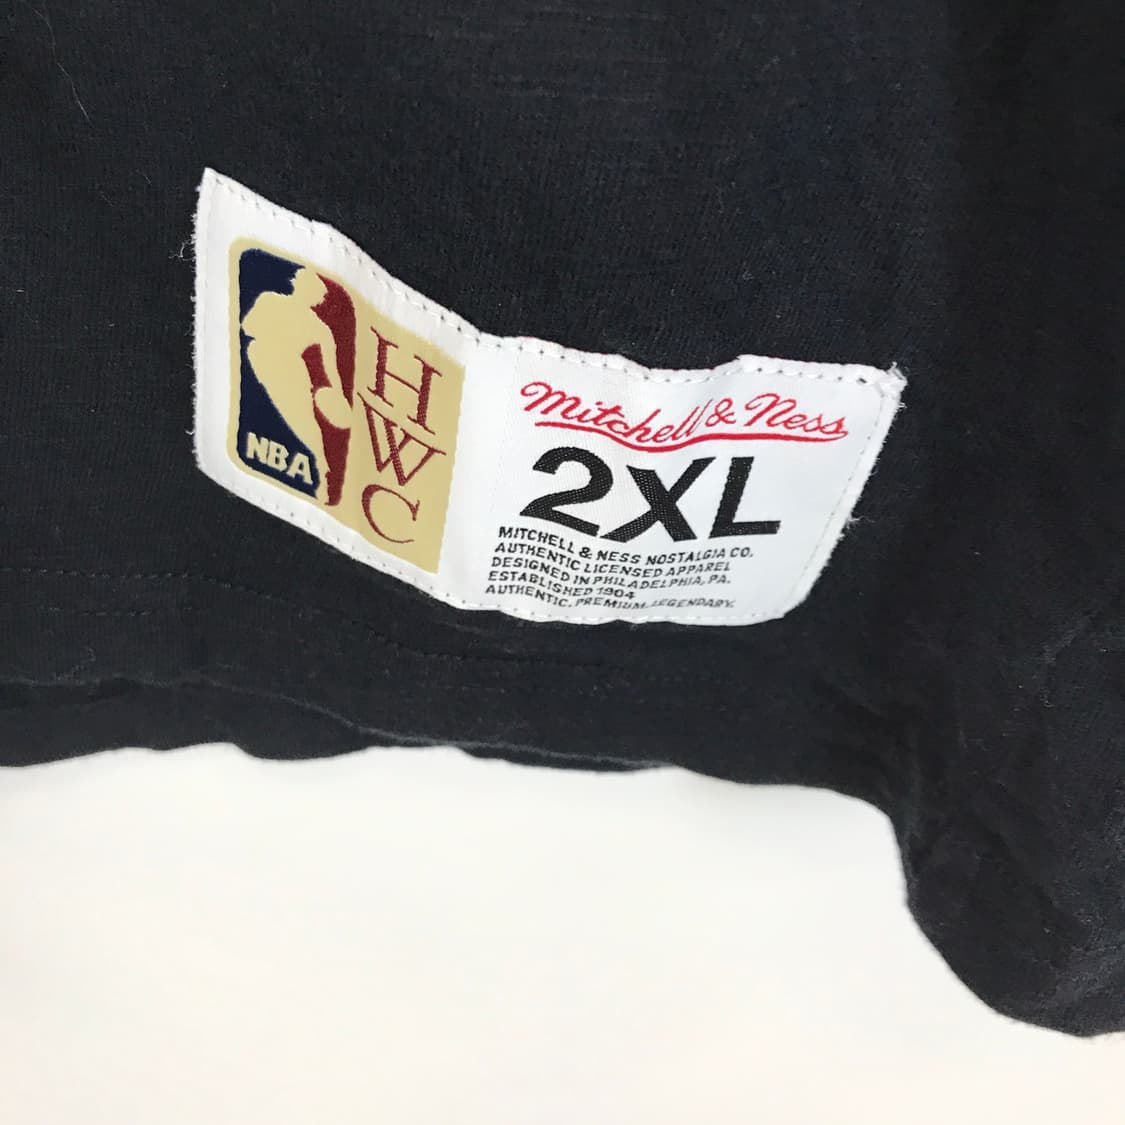 NBA
H
W
C
Mitchell & Ness
2XL
MITCHELL & NESS NOSTALGIA CO.
AUTHENTIC LICENSED APPAREL
DESIGNED IN PHILADELPHIA, PA.
ESTABLISHED 1904
AUTHENTIC. PREMIUM. LEGENDARY.